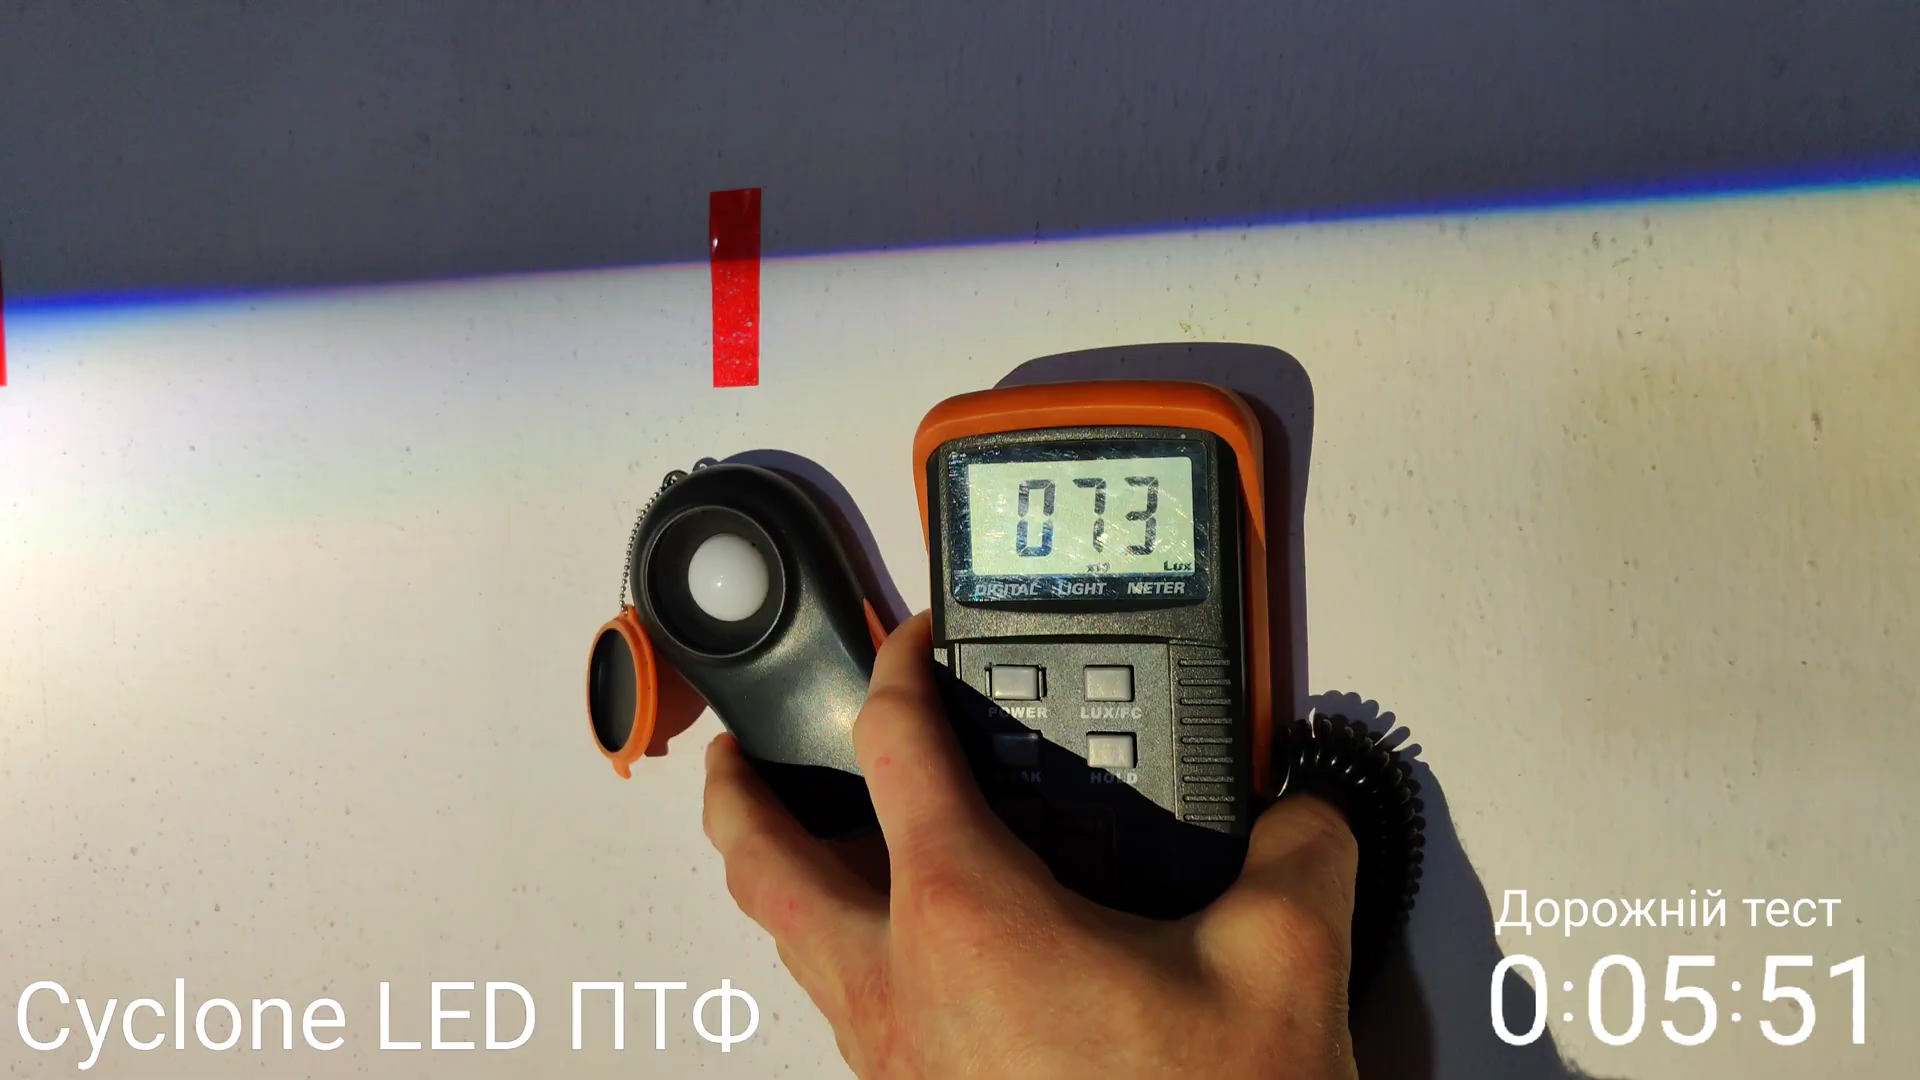 073
x10 Lux
DIGITAL LIGHT METER
POWER LUX/FC
HOLD
Дорожній тест
0:05:51
Cyclone LED ПТФ